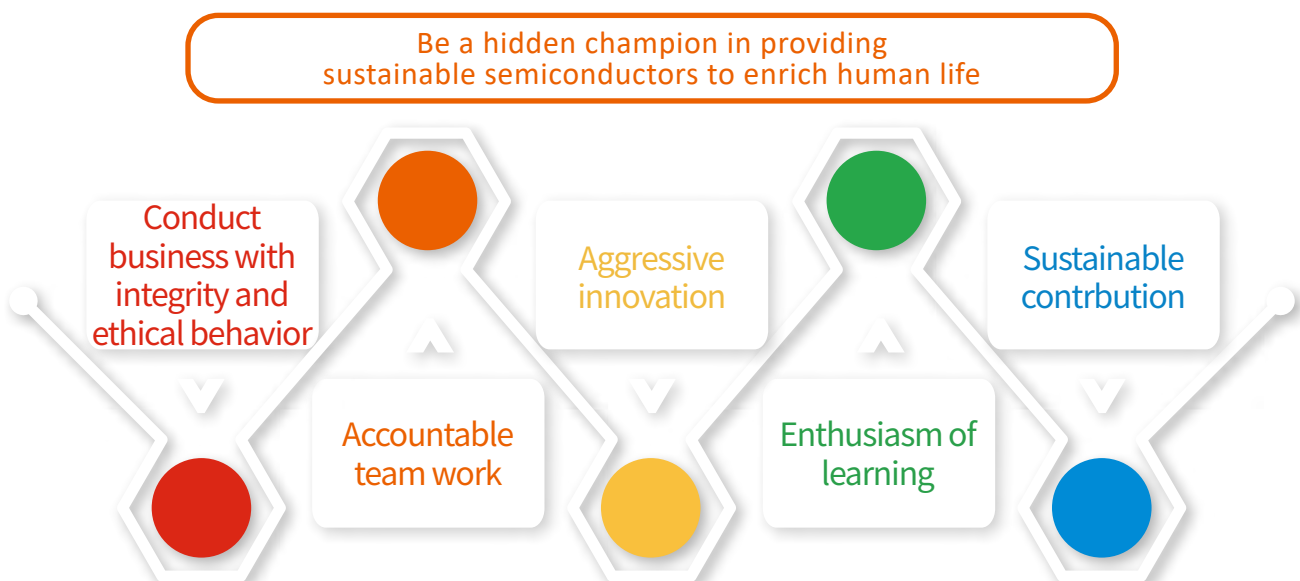 Be a hidden champion in providing
sustainable semiconductors to enrich human life
Conduct
business with
integrity and
ethical behavior
Accountable
team work
Aggressive
innovation
Enthusiasm of
learning
Sustainable
contrbution